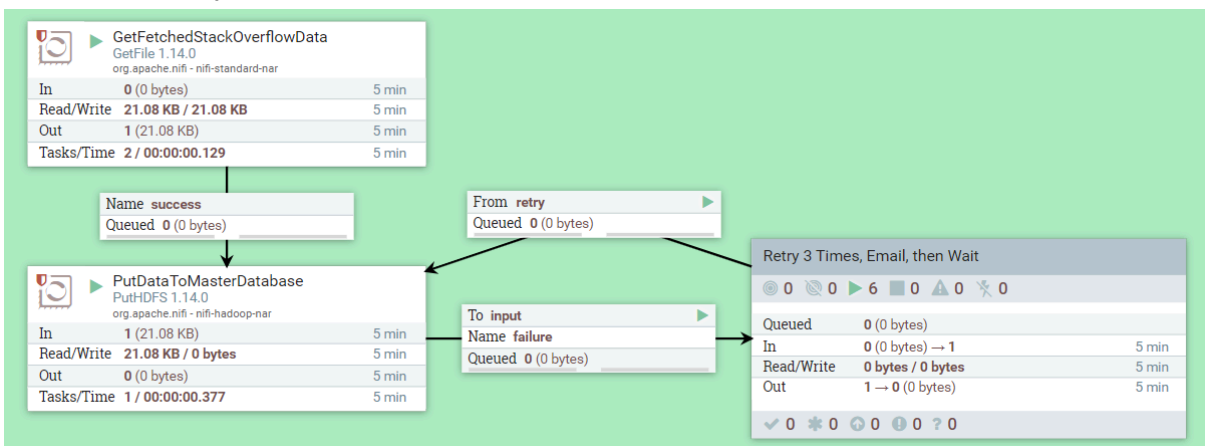 GetFetchedStackOverflowData
GetFile 1.14.0
org.apache.nifi - nifi-standard-nar
In 0 (0 bytes) 5 min
Read/Write 21.08 KB / 21.08 KB 5 min
Out 1 (21.08 KB) 5 min
Tasks/Time 2 / 00:00:00.129 5 min
Name success
Queued 0 (0 bytes)
From retry
Queued 0 (0 bytes)
PutDataToMasterDatabase
PutHDFS 1.14.0
org.apache.nifi - nifi-hadoop-nar
In 1 (21.08 KB) 5 min
Read/Write 21.08 KB / 0 bytes 5 min
Out 0 (0 bytes) 5 min
Tasks/Time 1 / 00:00:00.377 5 min
To input
Name failure
Queued 0 (0 bytes)
Retry 3 Times, Email, then Wait
0 0 6 0 0 0
Queued 0 (0 bytes)
In 0 (0 bytes) → 1 5 min
Read/Write 0 bytes / 0 bytes 5 min
Out 1 → 0 (0 bytes) 5 min
0 0 0 0 ? 0